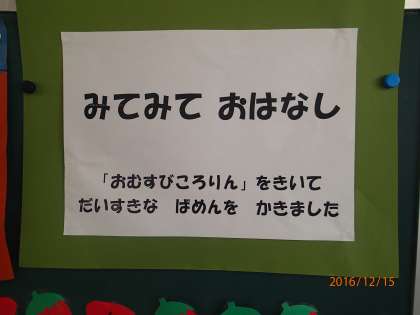 みてみて おはなし
「おむすびころりん」をきいて
だいすきな ばめんを かきました
2016/12/15